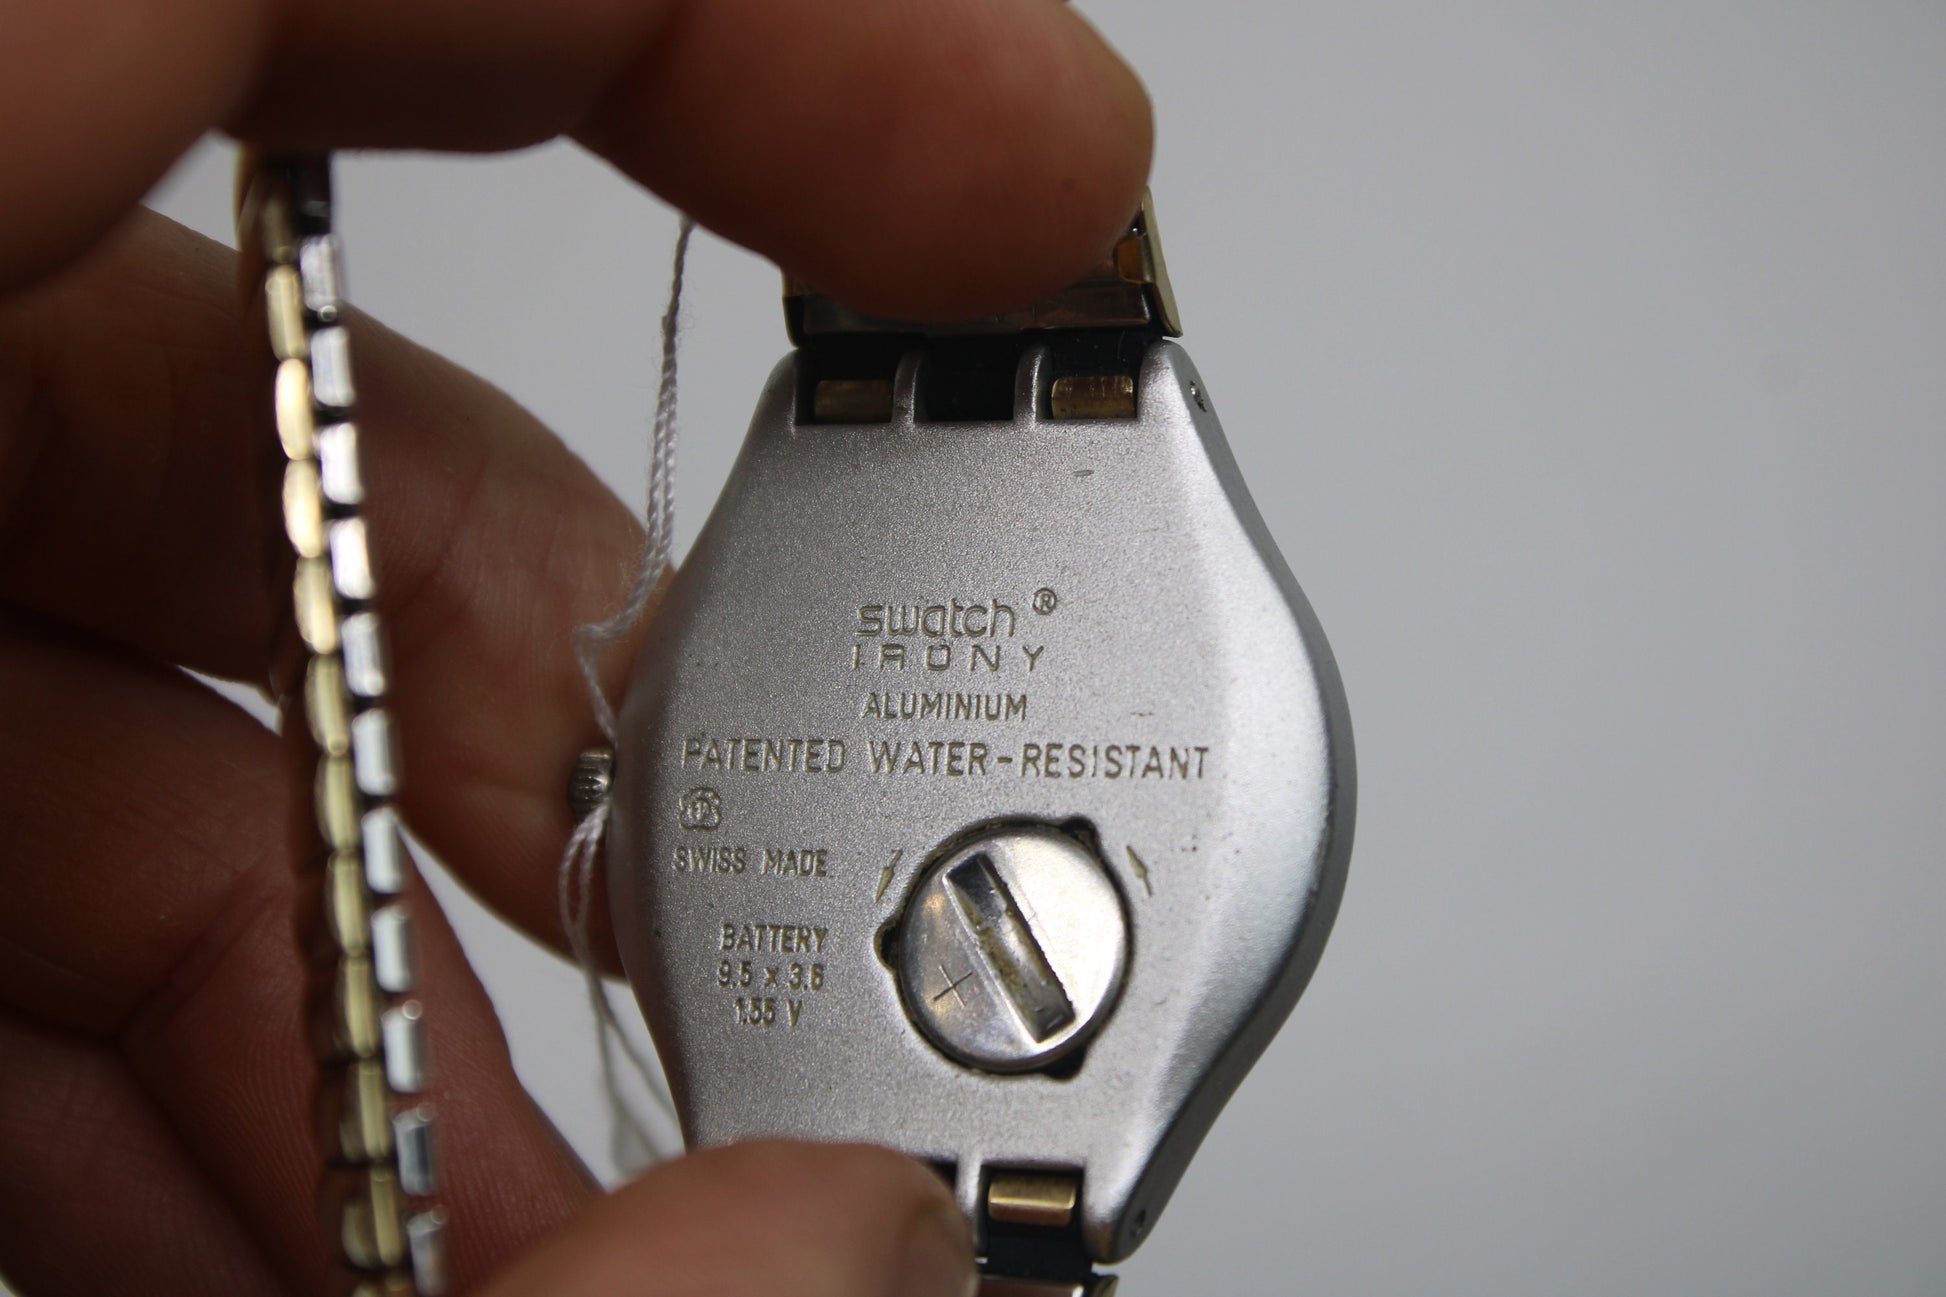 swatch ®
IRONY
ALUMINIUM
PATENTED WATER-RESISTANT
SWISS MADE
BATTERY
9.5 x 3.6
1.55 V
+